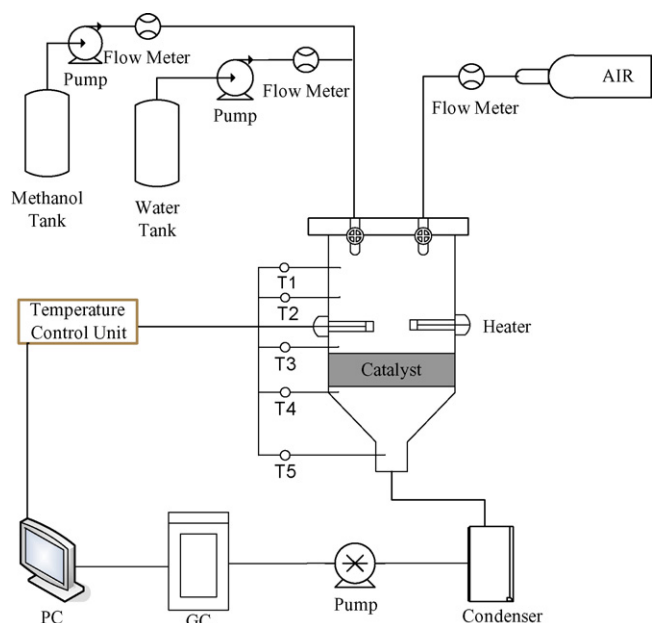 Flow Meter
Pump
Flow Meter
Pump
AIR
Flow Meter
Methanol
Tank
Water
Tank
T1
T2
Temperature
Control Unit
Heater
T3
Catalyst
T4
T5
PC
GC
Pump
Condenser